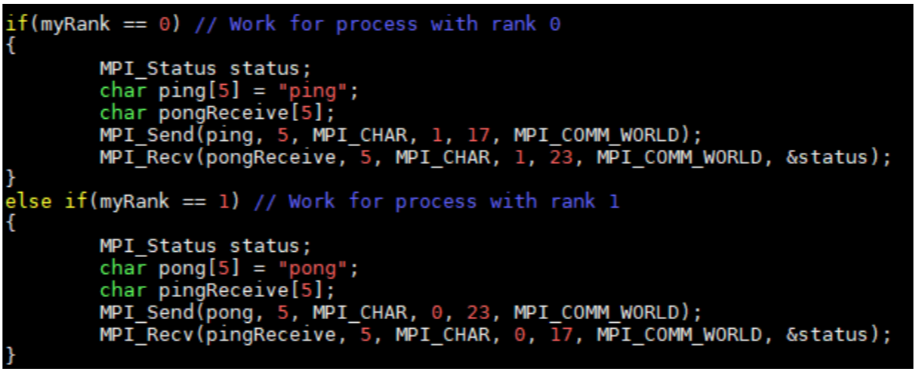 if(myRank == 0) // Work for process with rank 0
{
        MPI_Status status;
        char ping[5] = "ping";
        char pongReceive[5];
        MPI_Send(ping, 5, MPI_CHAR, 1, 17, MPI_COMM_WORLD);
        MPI_Recv(pongReceive, 5, MPI_CHAR, 1, 23, MPI_COMM_WORLD, &status);
}
else if(myRank == 1) // Work for process with rank 1
{
        MPI_Status status;
        char pong[5] = "pong";
        char pingReceive[5];
        MPI_Send(pong, 5, MPI_CHAR, 0, 23, MPI_COMM_WORLD);
        MPI_Recv(pingReceive, 5, MPI_CHAR, 0, 17, MPI_COMM_WORLD, &status);
}